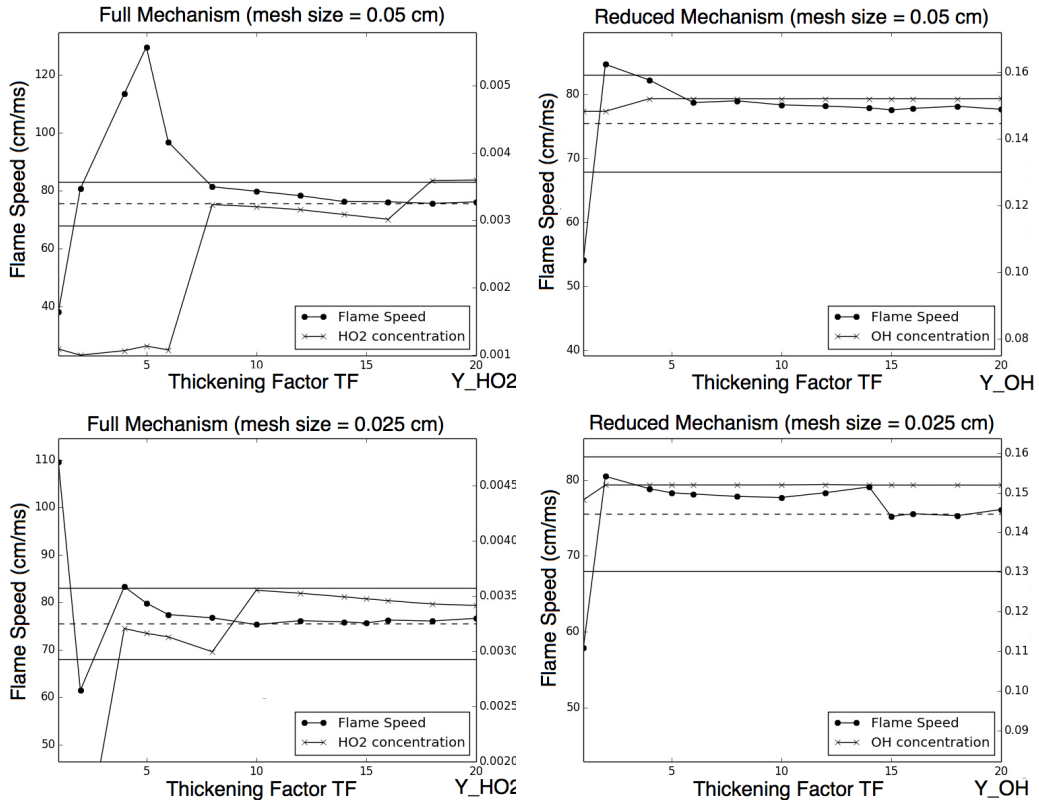 Full Mechanism (mesh size = 0.05 cm)
Flame Speed (cm/ms)
120
100
80
60
40
0.005
0.004
0.003
0.002
0.001
Flame Speed
HO2 concentration
5
10
15
20
Thickening Factor TF
Y_HO2
Reduced Mechanism (mesh size = 0.05 cm)
Flame Speed (cm/ms)
80
70
60
50
40
0.16
0.14
0.12
0.10
0.08
Flame Speed
OH concentration
5
10
15
20
Thickening Factor TF
Y_OH
Full Mechanism (mesh size = 0.025 cm)
Flame Speed (cm/ms)
110
100
90
80
70
60
50
0.0045
0.0040
0.0035
0.0030
0.0025
0.0020
Flame Speed
HO2 concentration
5
10
15
20
Thickening Factor TF
Y_HO2
Reduced Mechanism (mesh size = 0.025 cm)
Flame Speed (cm/ms)
80
70
60
50
0.16
0.15
0.14
0.13
0.12
0.11
0.10
0.09
Flame Speed
OH concentration
5
10
15
20
Thickening Factor TF
Y_OH